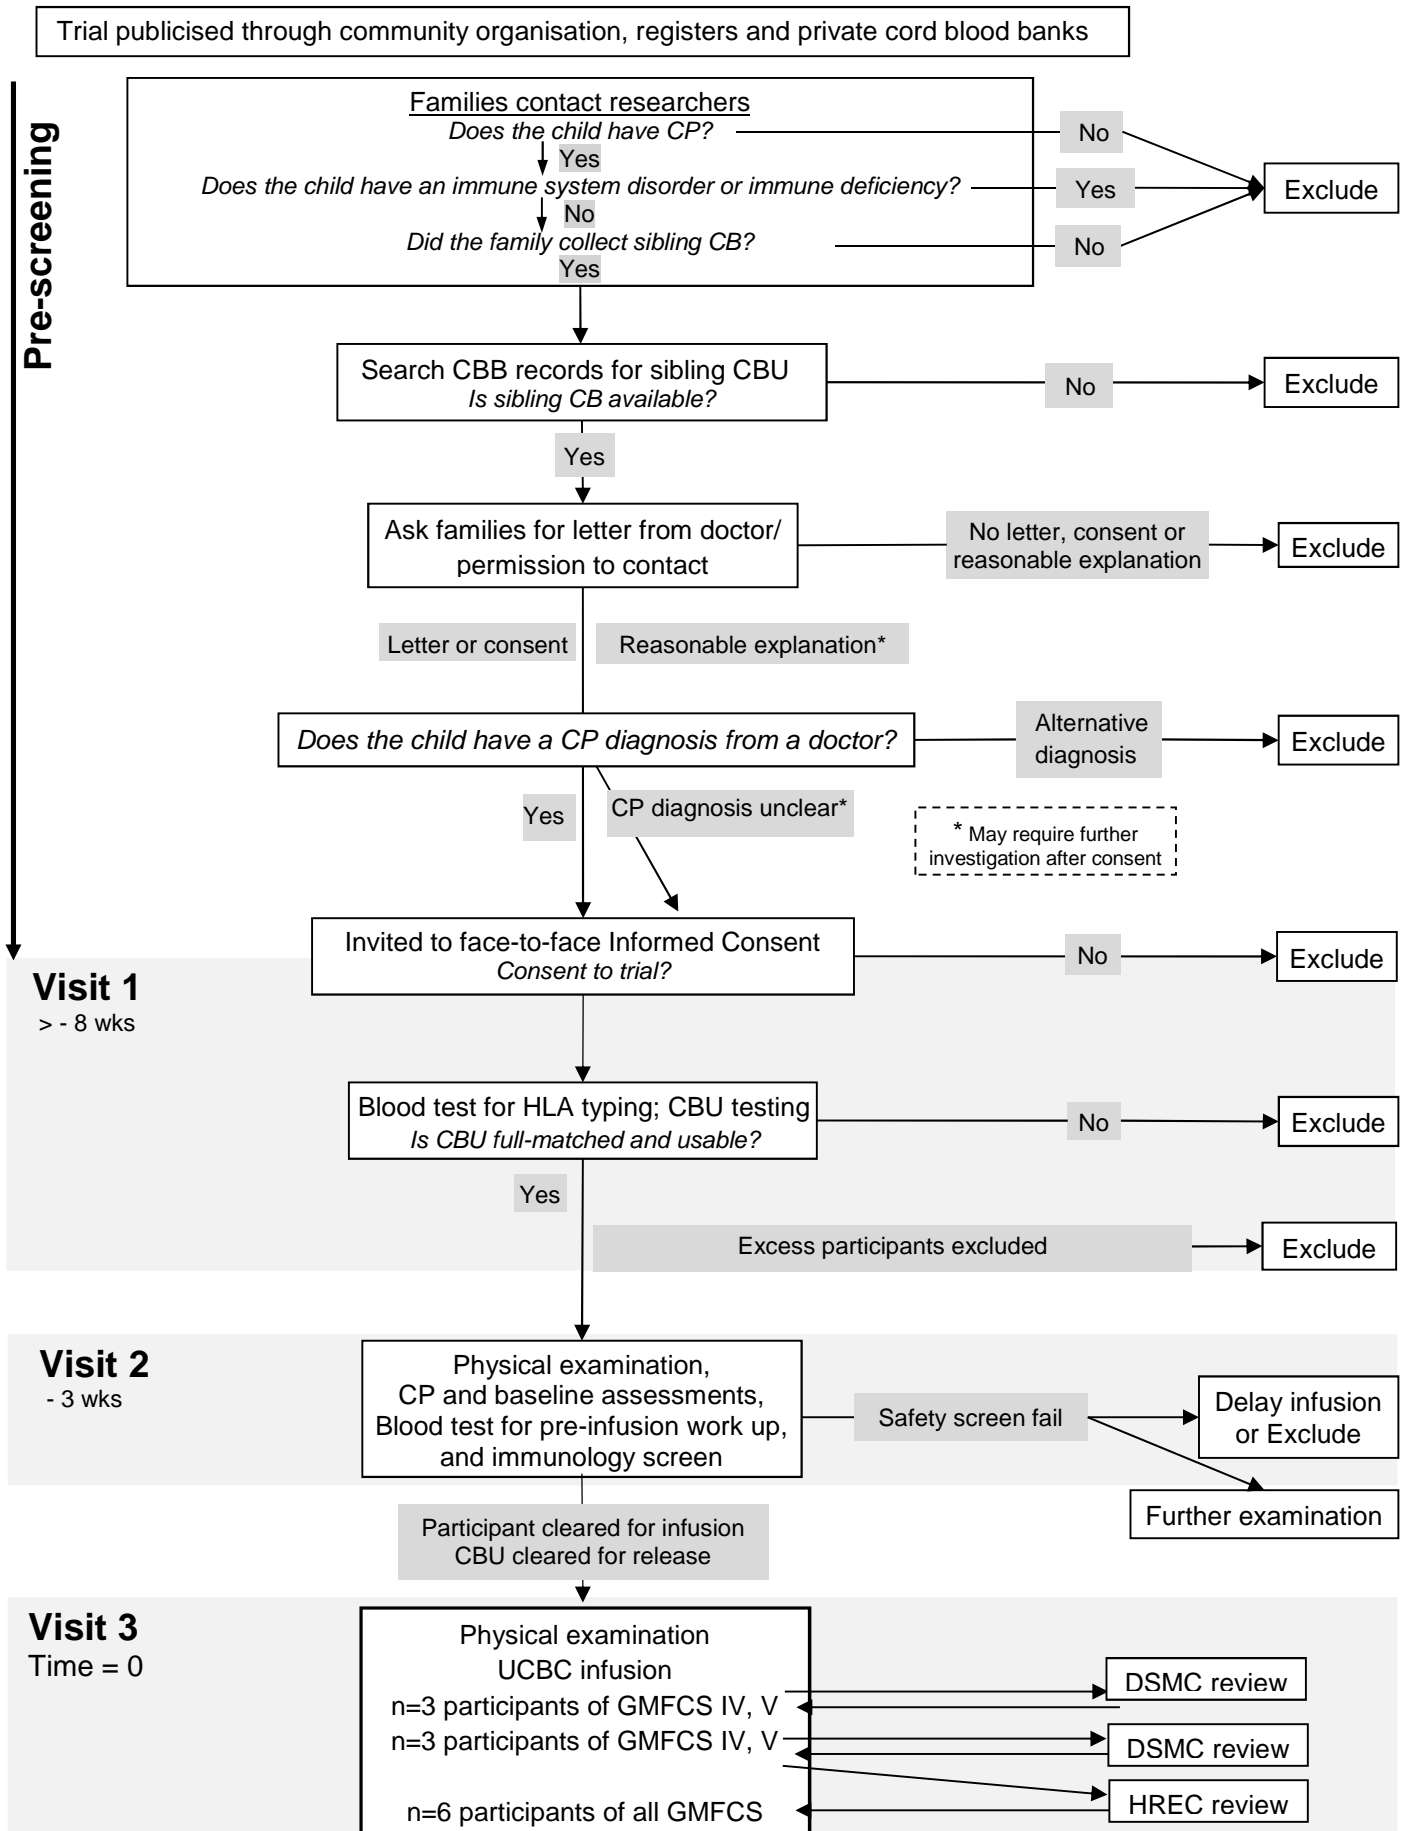 Trial publicised through community organisation, registers and private cord blood banks
Pre-screening
Families contact researchers
Does the child have CP?
No
Yes
Does the child have an immune system disorder or immune deficiency?
Yes
Exclude
No
Did the family collect sibling CB?
No
Yes
Search CBB records for sibling CBU
Is sibling CB available?
No
Exclude
Yes
Ask families for letter from doctor/
permission to contact
No letter, consent or
reasonable explanation
Exclude
Letter or consent
Reasonable explanation*
Does the child have a CP diagnosis from a doctor?
Alternative
diagnosis
Exclude
Yes
CP diagnosis unclear*
* May require further
investigation after consent
Invited to face-to-face Informed Consent
Consent to trial?
No
Exclude
Visit 1
> - 8 wks
Blood test for HLA typing; CBU testing
Is CBU full-matched and usable?
No
Exclude
Yes
Excess participants excluded
Exclude
Visit 2
- 3 wks
Physical examination,
CP and baseline assessments,
Blood test for pre-infusion work up,
and immunology screen
Safety screen fail
Delay infusion
or Exclude
Further examination
Participant cleared for infusion
CBU cleared for release
Visit 3
Time = 0
Physical examination
UCBC infusion
n=3 participants of GMFCS IV, V
DSMC review
n=3 participants of GMFCS IV, V
DSMC review
n=6 participants of all GMFCS
HREC review